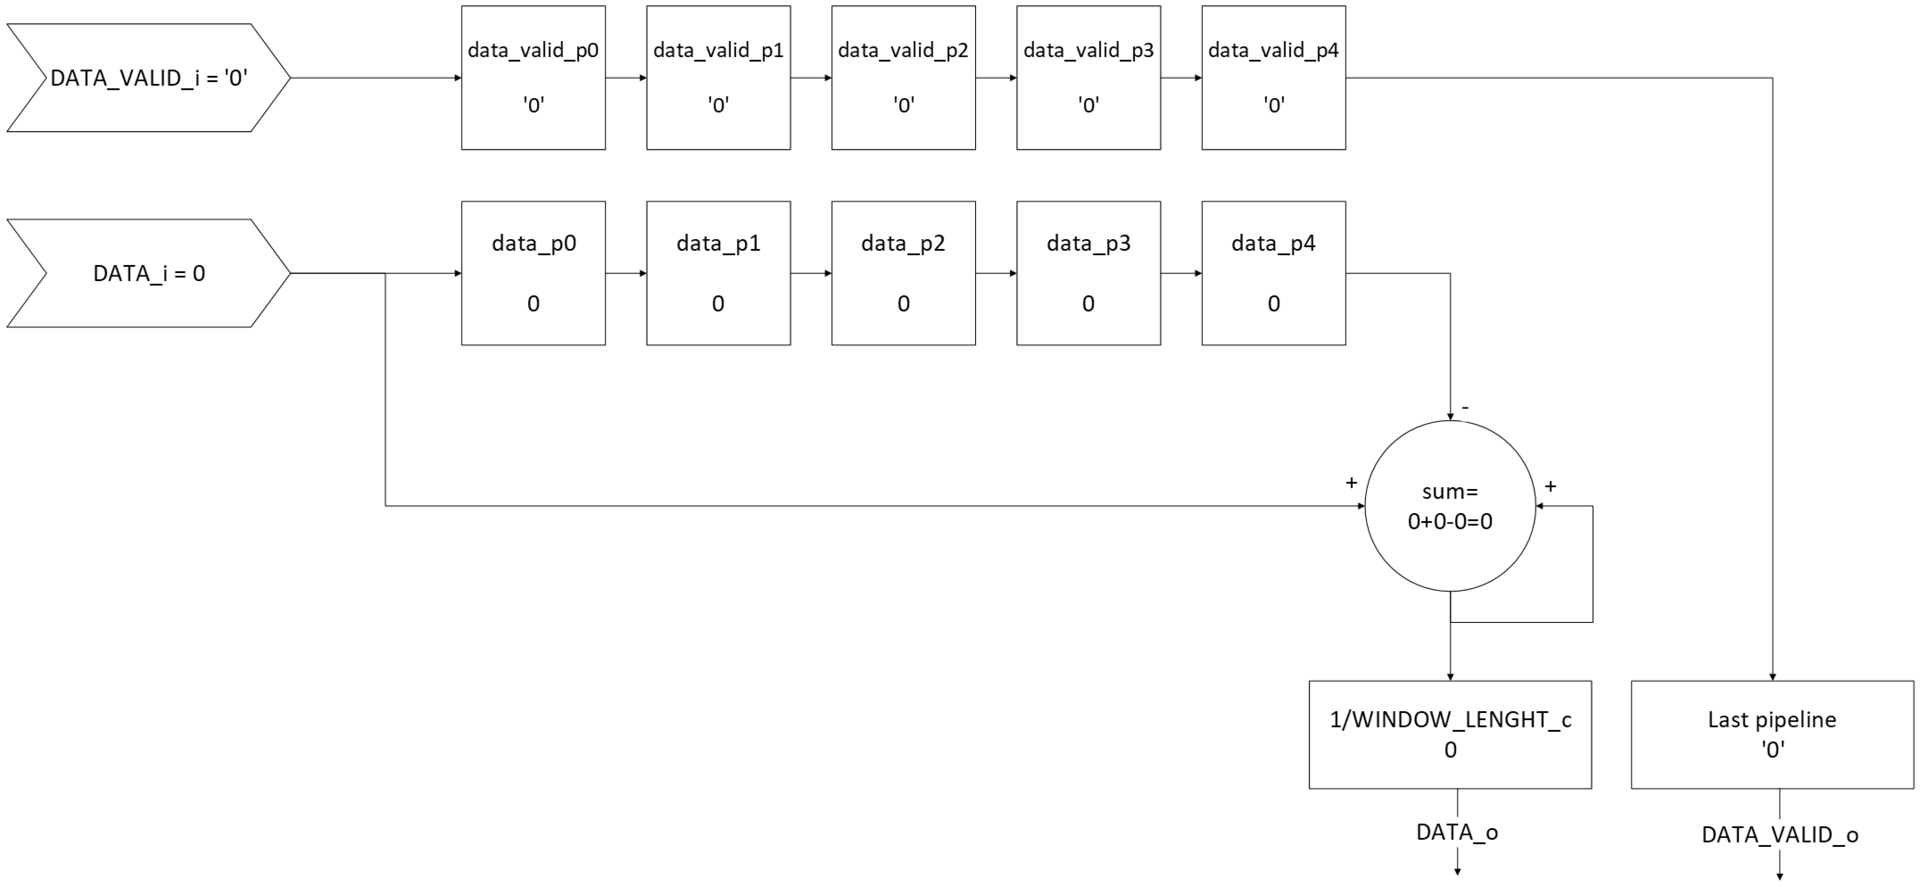 DATA_VALID_i = '0'
data_valid_p0
'0'
data_valid_p1
'0'
data_valid_p2
'0'
data_valid_p3
'0'
data_valid_p4
'0'
DATA_i = 0
data_p0
0
data_p1
0
data_p2
0
data_p3
0
data_p4
0
-
+
sum=
0+0-0=0
+
1/WINDOW_LENGHT_c
0
Last pipeline
'0'
DATA_o
DATA_VALID_o